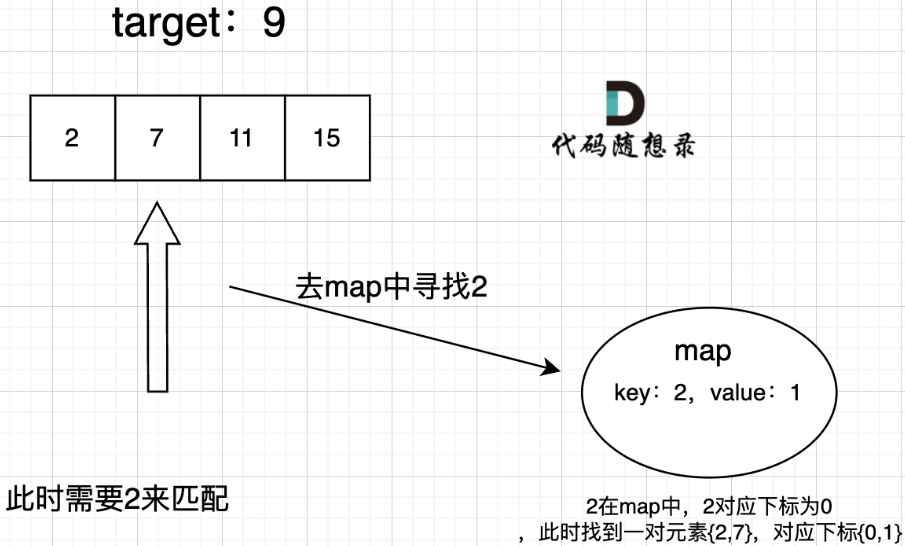 target：9
2 7 11 15
代码随想录
去map中寻找2
map
key：2，value：1
此时需要2来匹配
2在map中，2对应下标为0
，此时找到一对元素{2,7}，对应下标{0,1}